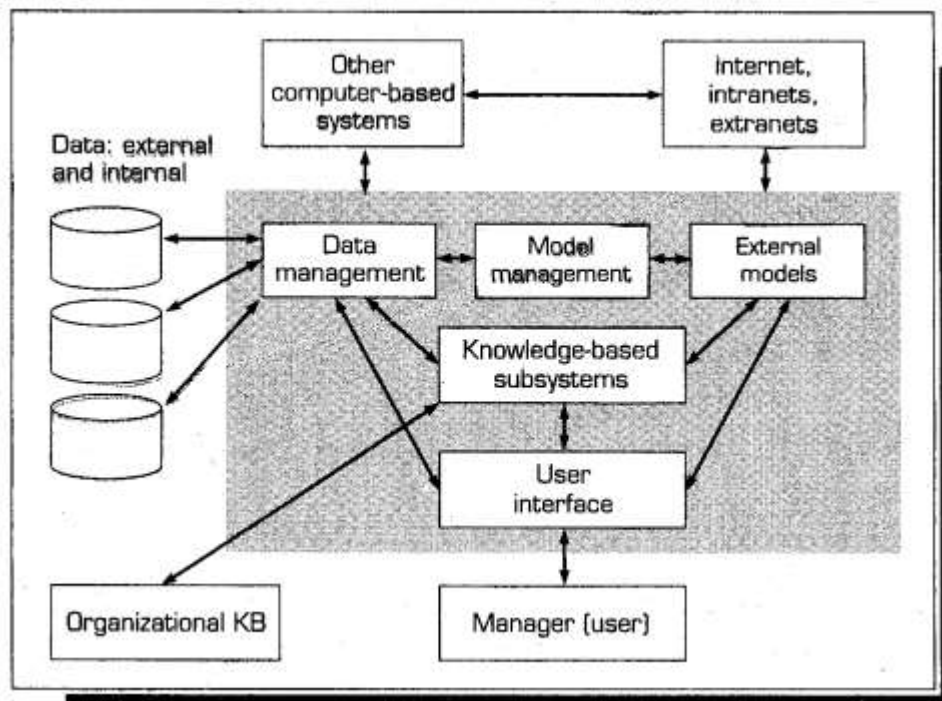 Other
computer-based
systems
Internet,
intranets,
extranets
Data: external
and internal
Data
management
Model
management
External
models
Knowledge-based
subsystems
User
interface
Organizational KB
Manager (user)